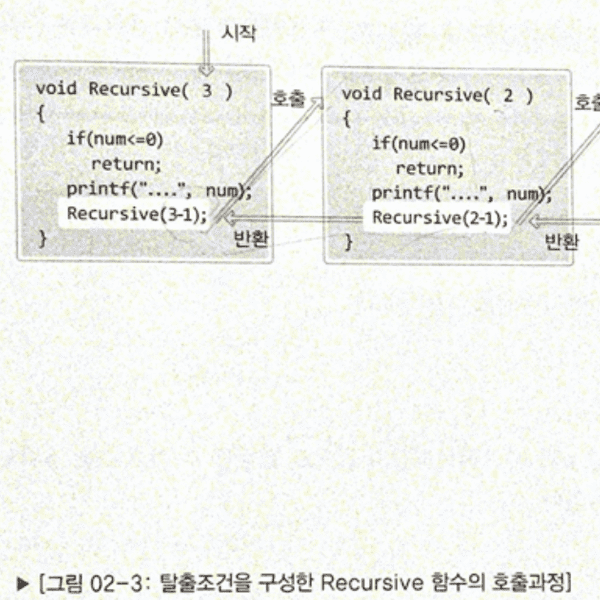 시작
void Recursive( 3 )
{
if(num<=0)
return;
printf("....", num);
Recursive(3-1);
}
호출
반환
void Recursive( 2 )
{
if(num<=0)
return;
printf("....", num);
Recursive(2-1);
}
호출
반환
▶ [그림 02-3: 탈출조건을 구성한 Recursive 함수의 호출과정]